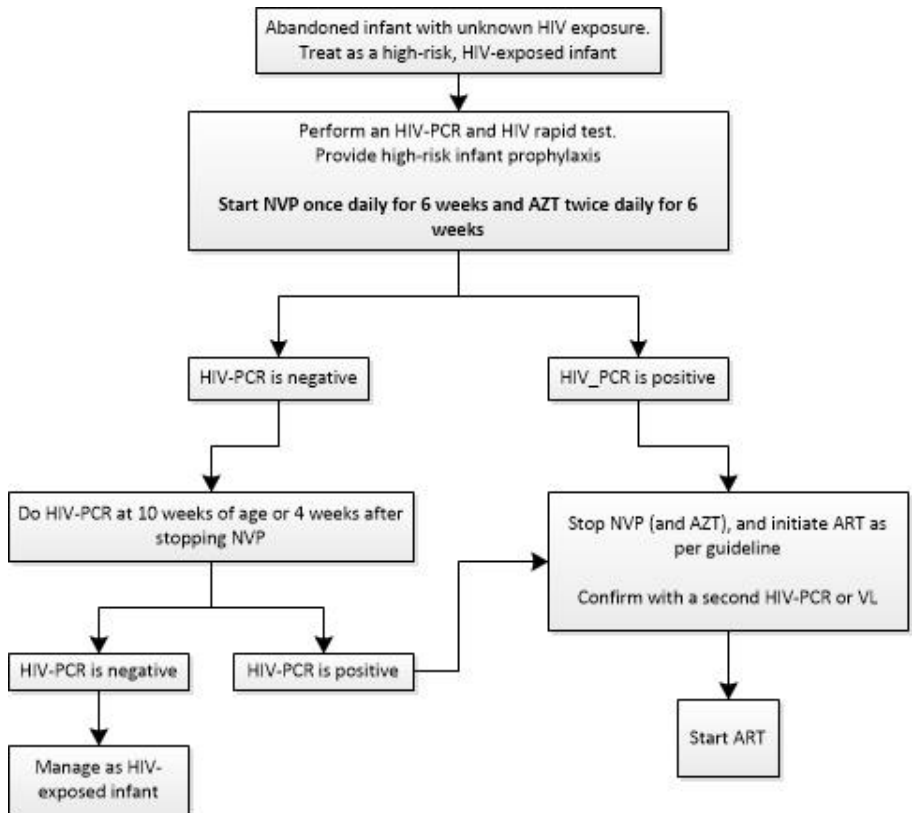 Abandoned infant with unknown HIV exposure.
Treat as a high-risk, HIV-exposed infant
Perform an HIV-PCR and HIV rapid test.
Provide high-risk infant prophylaxis
Start NVP once daily for 6 weeks and AZT twice daily for 6
weeks
HIV-PCR is negative
HIV_PCR is positive
Do HIV-PCR at 10 weeks of age or 4 weeks after
stopping NVP
Stop NVP (and AZT), and initiate ART as
per guideline
Confirm with a second HIV-PCR or VL
HIV-PCR is negative
HIV-PCR is positive
Start ART
Manage as HIV-
exposed infant